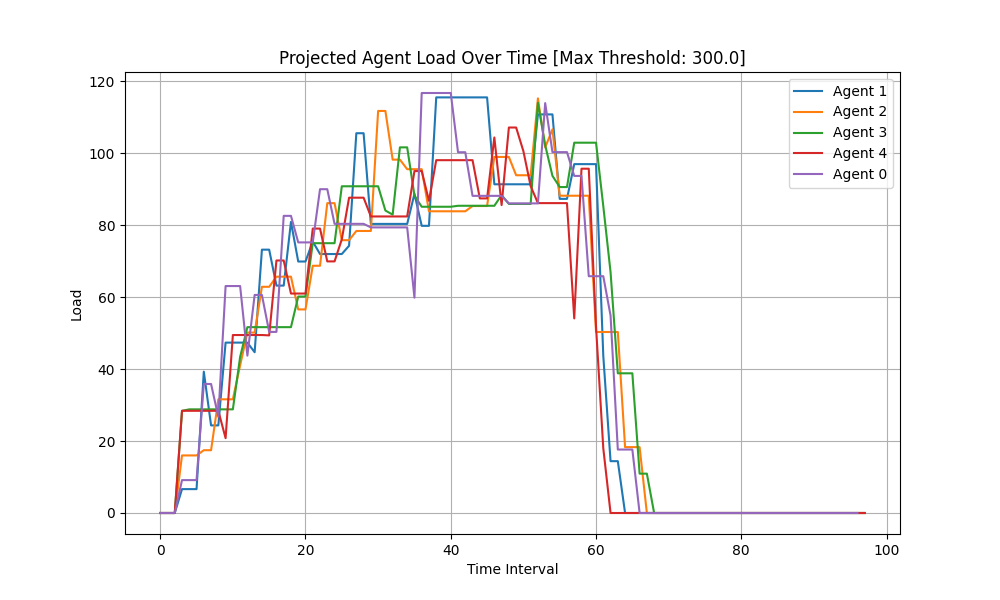 Projected Agent Load Over Time [Max Threshold: 300.0]
120
100
80
60
40
20
0
Load
Agent 1
Agent 2
Agent 3
Agent 4
Agent 0
0 20 40 60 80 100
Time Interval